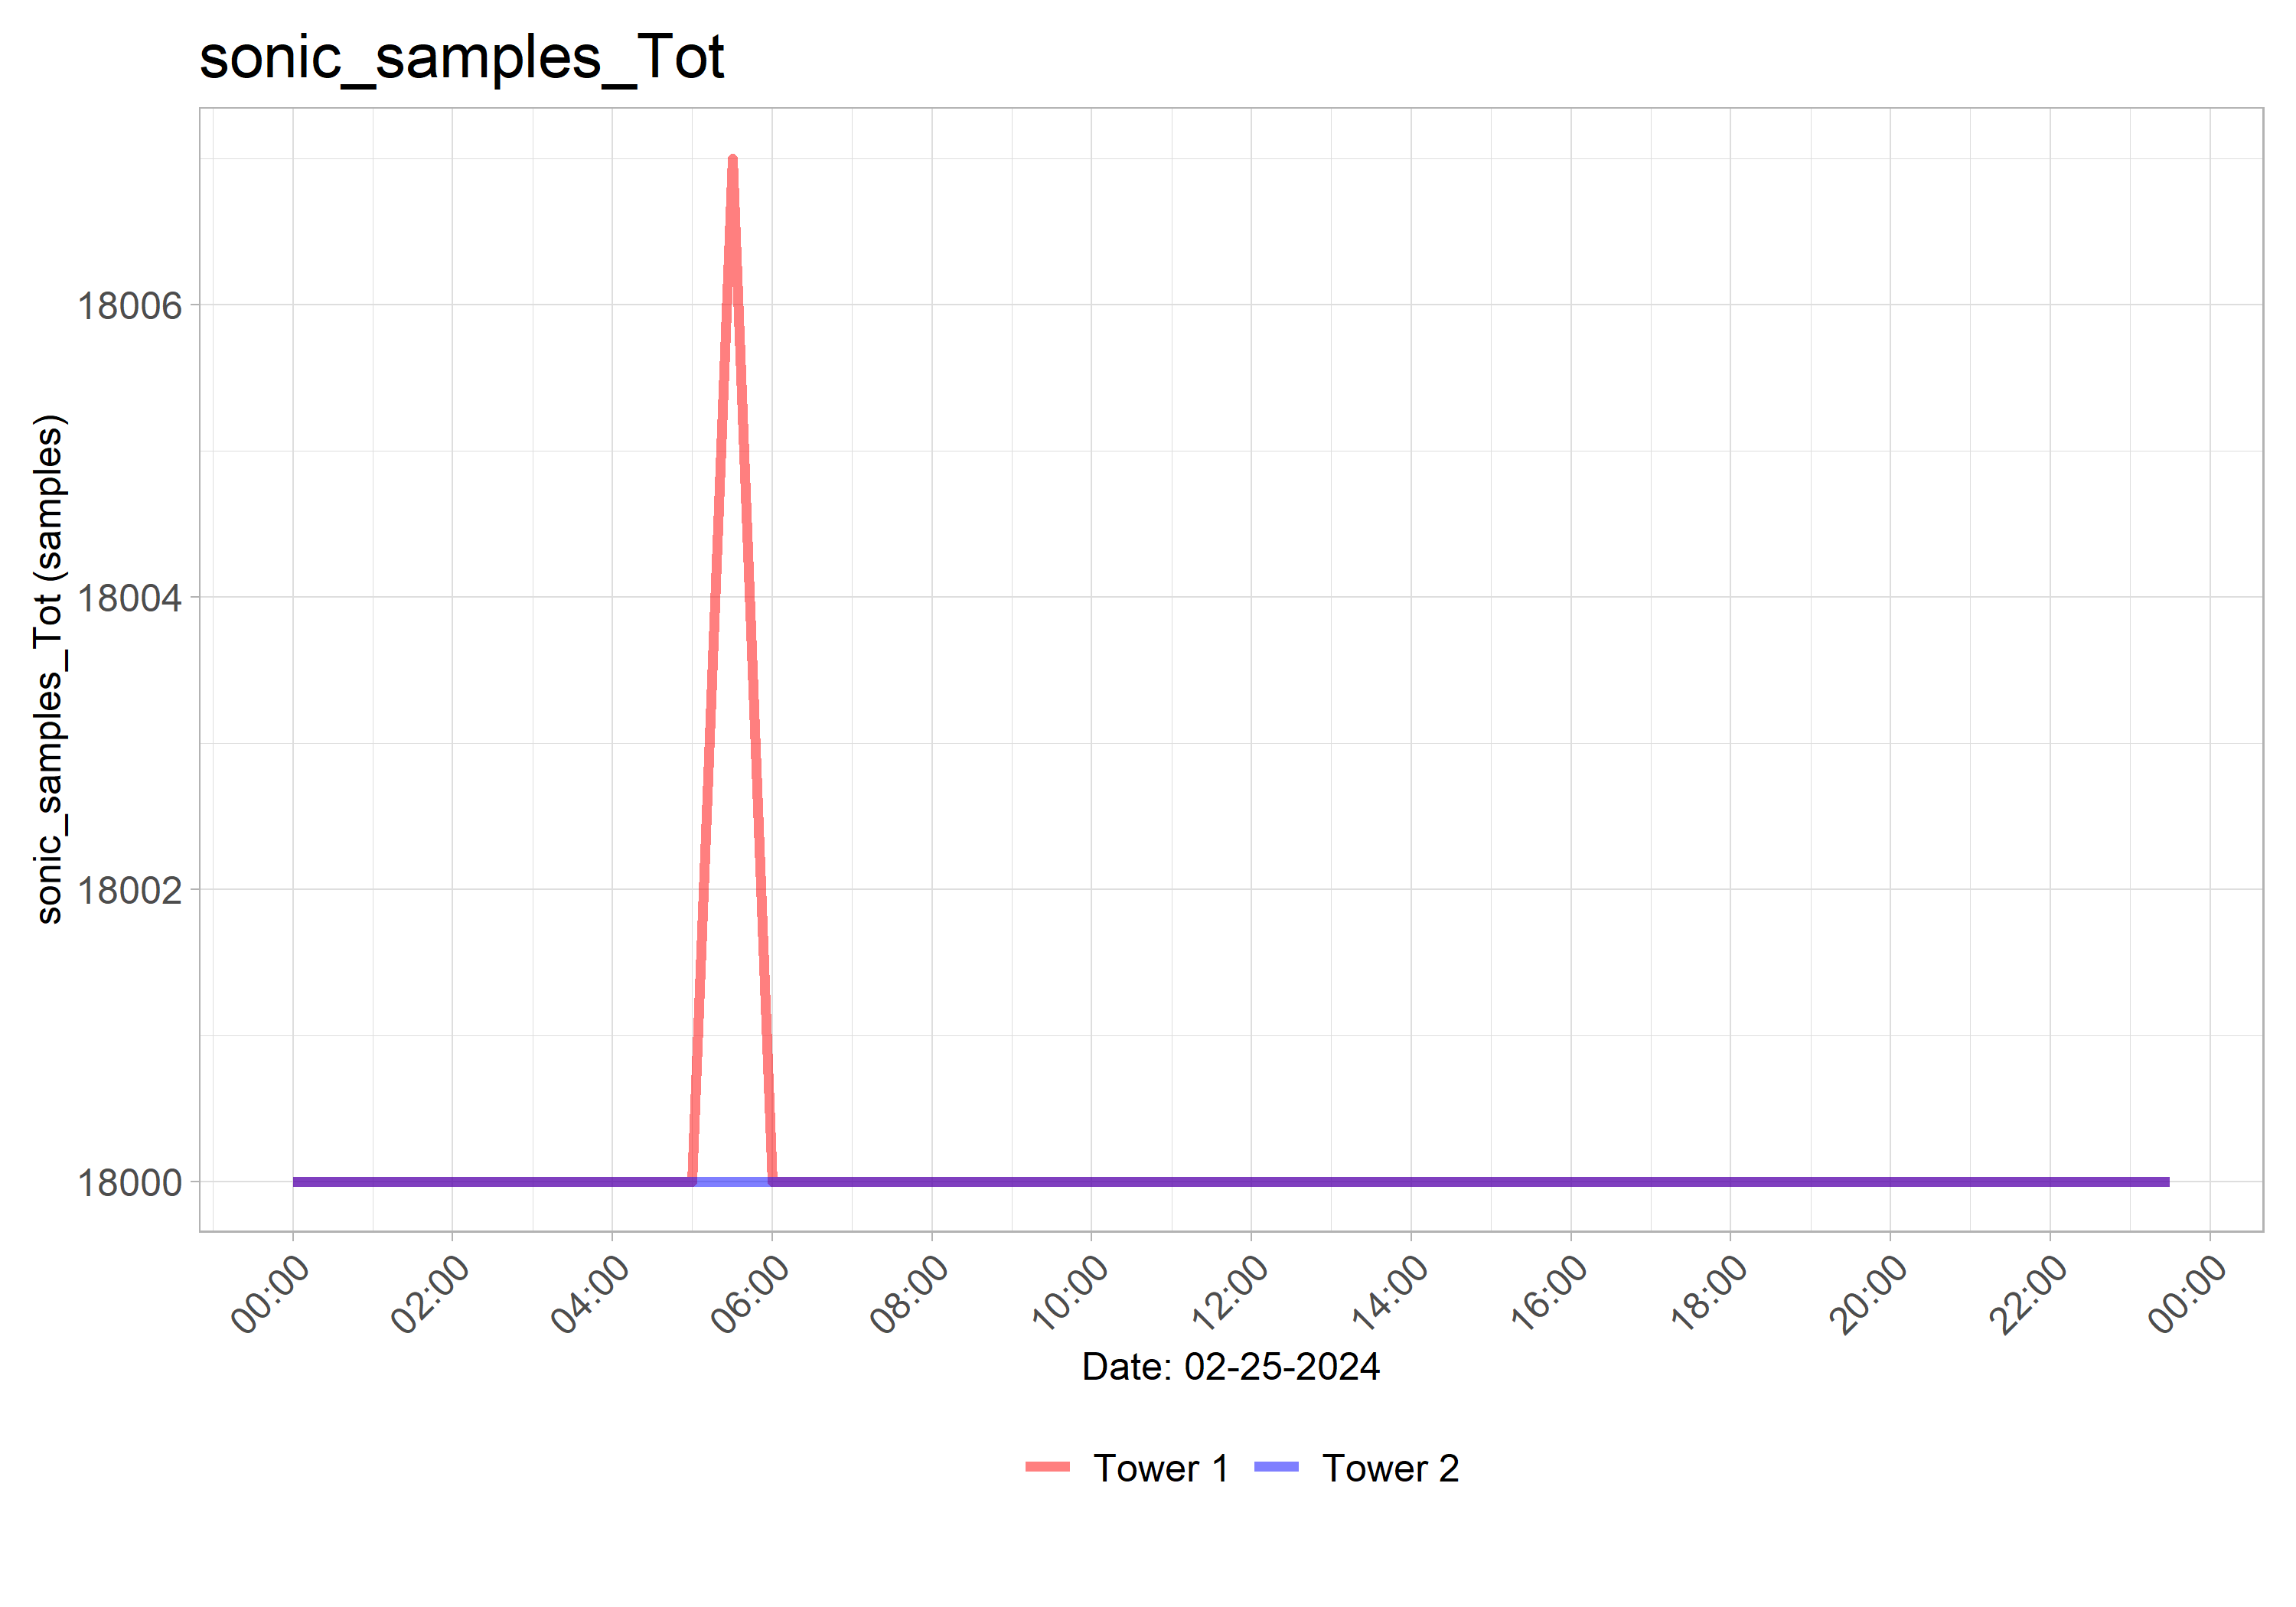 sonic_samples_Tot
sonic_samples_Tot (samples)
18006
18004
18002
18000
00:00 02:00 04:00 06:00 08:00 10:00 12:00 14:00 16:00 18:00 20:00 22:00 00:00
Date: 02-25-2024
Tower 1 Tower 2